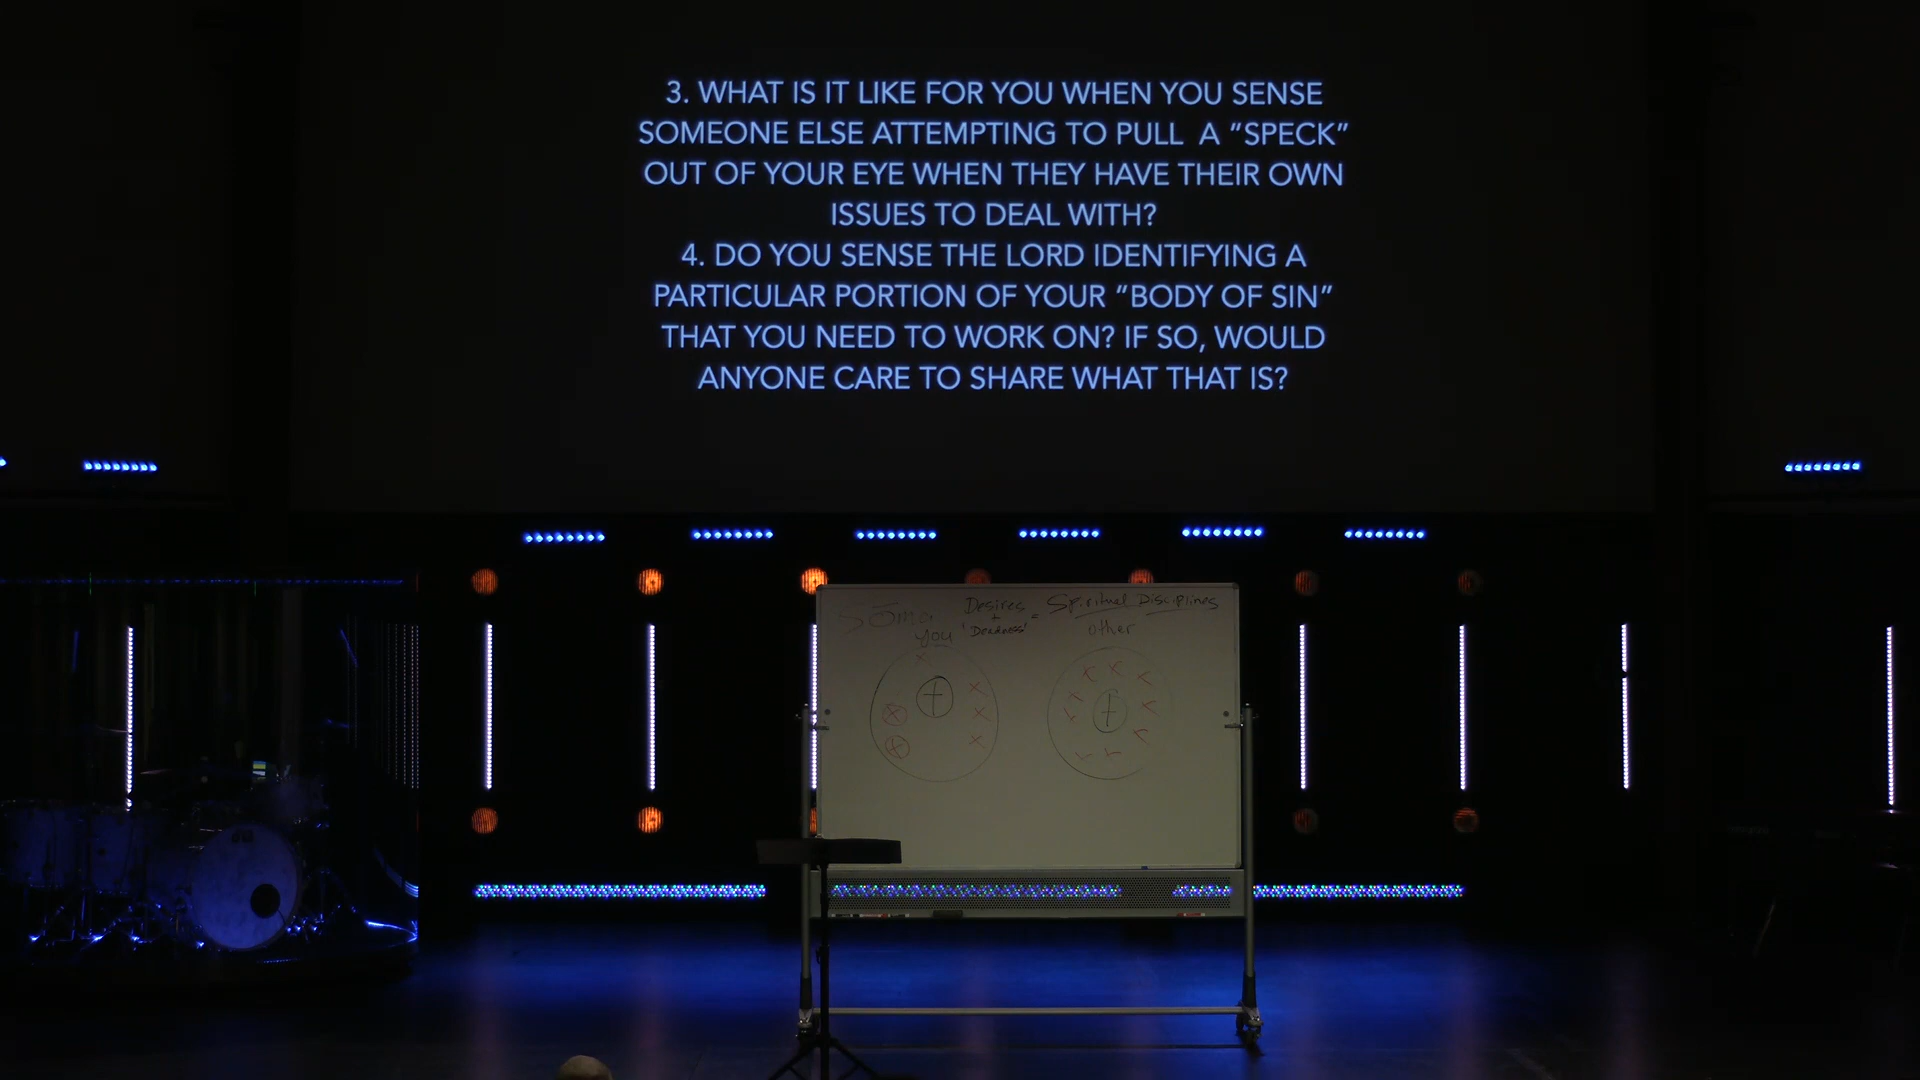 3. WHAT IS IT LIKE FOR YOU WHEN YOU SENSE
SOMEONE ELSE ATTEMPTING TO PULL A “SPECK”
OUT OF YOUR EYE WHEN THEY HAVE THEIR OWN
ISSUES TO DEAL WITH?
4. DO YOU SENSE THE LORD IDENTIFYING A
PARTICULAR PORTION OF YOUR “BODY OF SIN”
THAT YOU NEED TO WORK ON? IF SO, WOULD
ANYONE CARE TO SHARE WHAT THAT IS?
Sōma Desires Spiritual Disciplines
+ =
you other